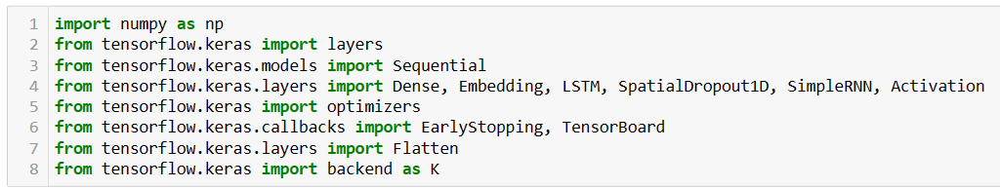 1 import numpy as np
2 from tensorflow.keras import layers
3 from tensorflow.keras.models import Sequential
4 from tensorflow.keras.layers import Dense, Embedding, LSTM, SpatialDropout1D, SimpleRNN, Activation
5 from tensorflow.keras import optimizers
6 from tensorflow.keras.callbacks import EarlyStopping, TensorBoard
7 from tensorflow.keras.layers import Flatten
8 from tensorflow.keras import backend as K